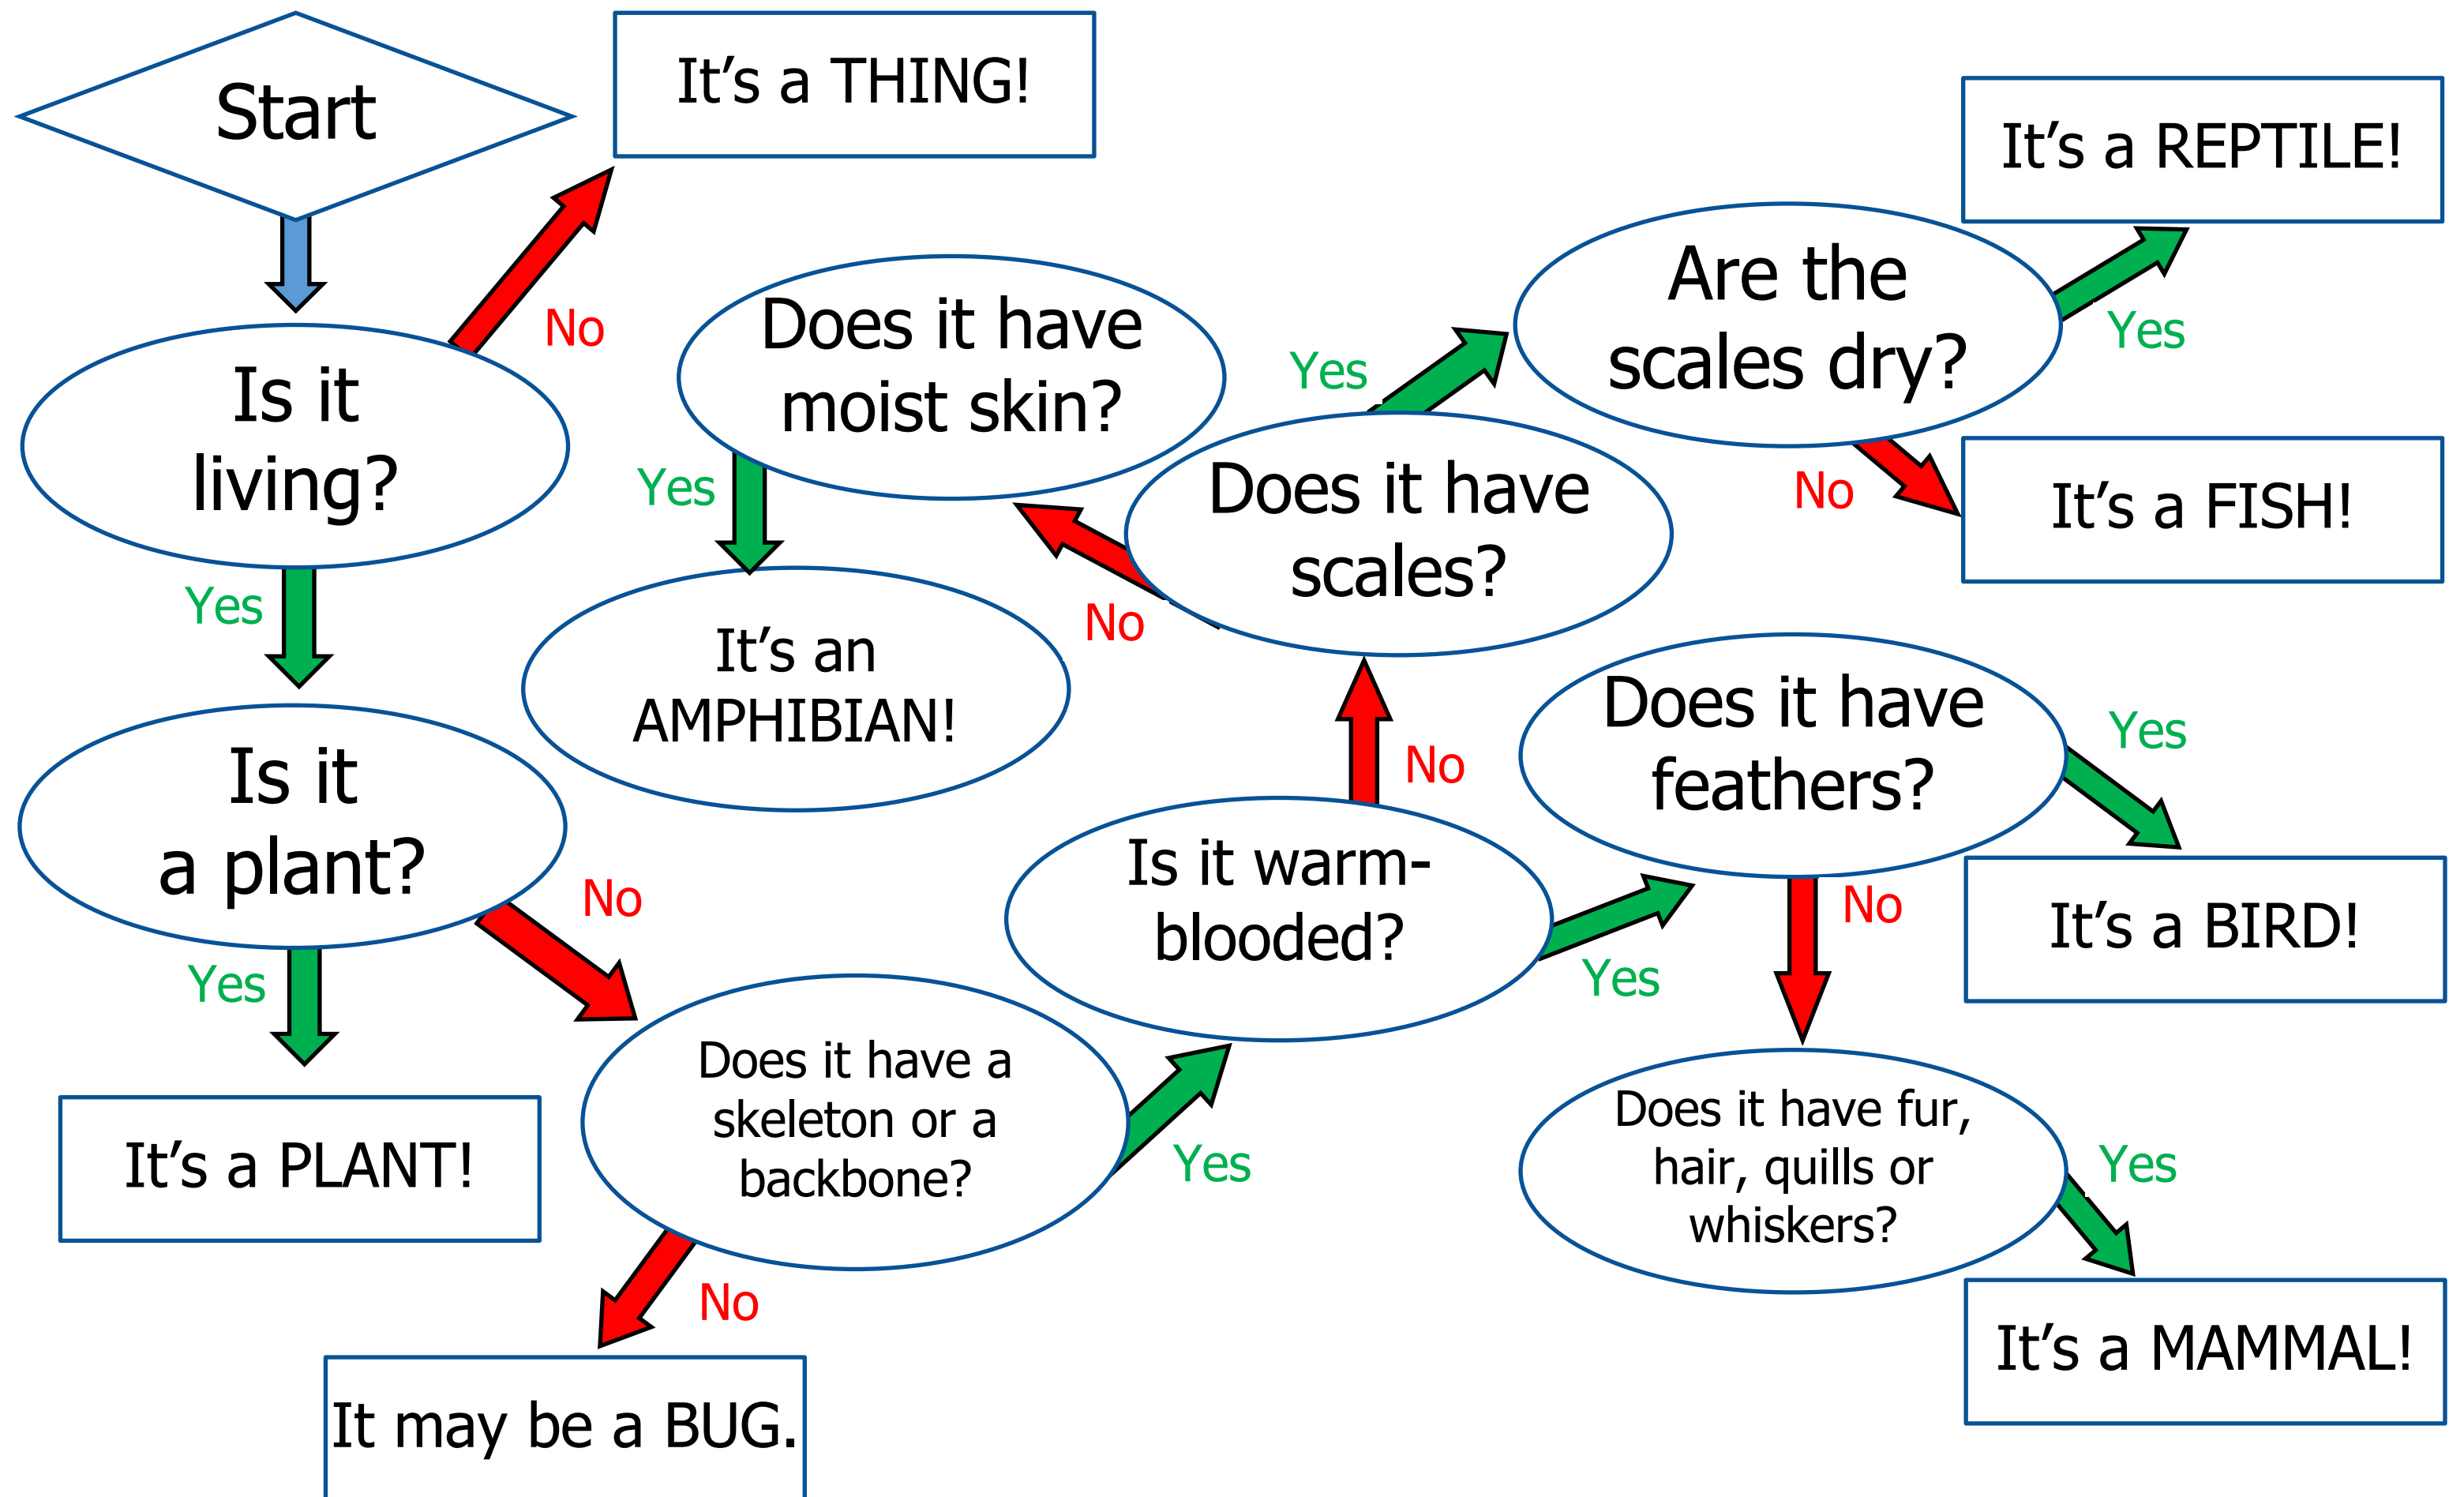 Start
It's a THING!
No
Is it
living?
Yes
Is it
a plant?
Yes
It's a PLANT!
No
Does it have a
skeleton or a
backbone?
No
It may be a BUG.
Yes
Is it warm-
blooded?
No
Does it have
scales?
No
Does it have
moist skin?
Yes
It's an
AMPHIBIAN!
Yes
Are the
scales dry?
Yes
It's a REPTILE!
No
It's a FISH!
Yes
Does it have
feathers?
Yes
It's a BIRD!
No
Does it have fur,
hair, quills or
whiskers?
Yes
It's a MAMMAL!